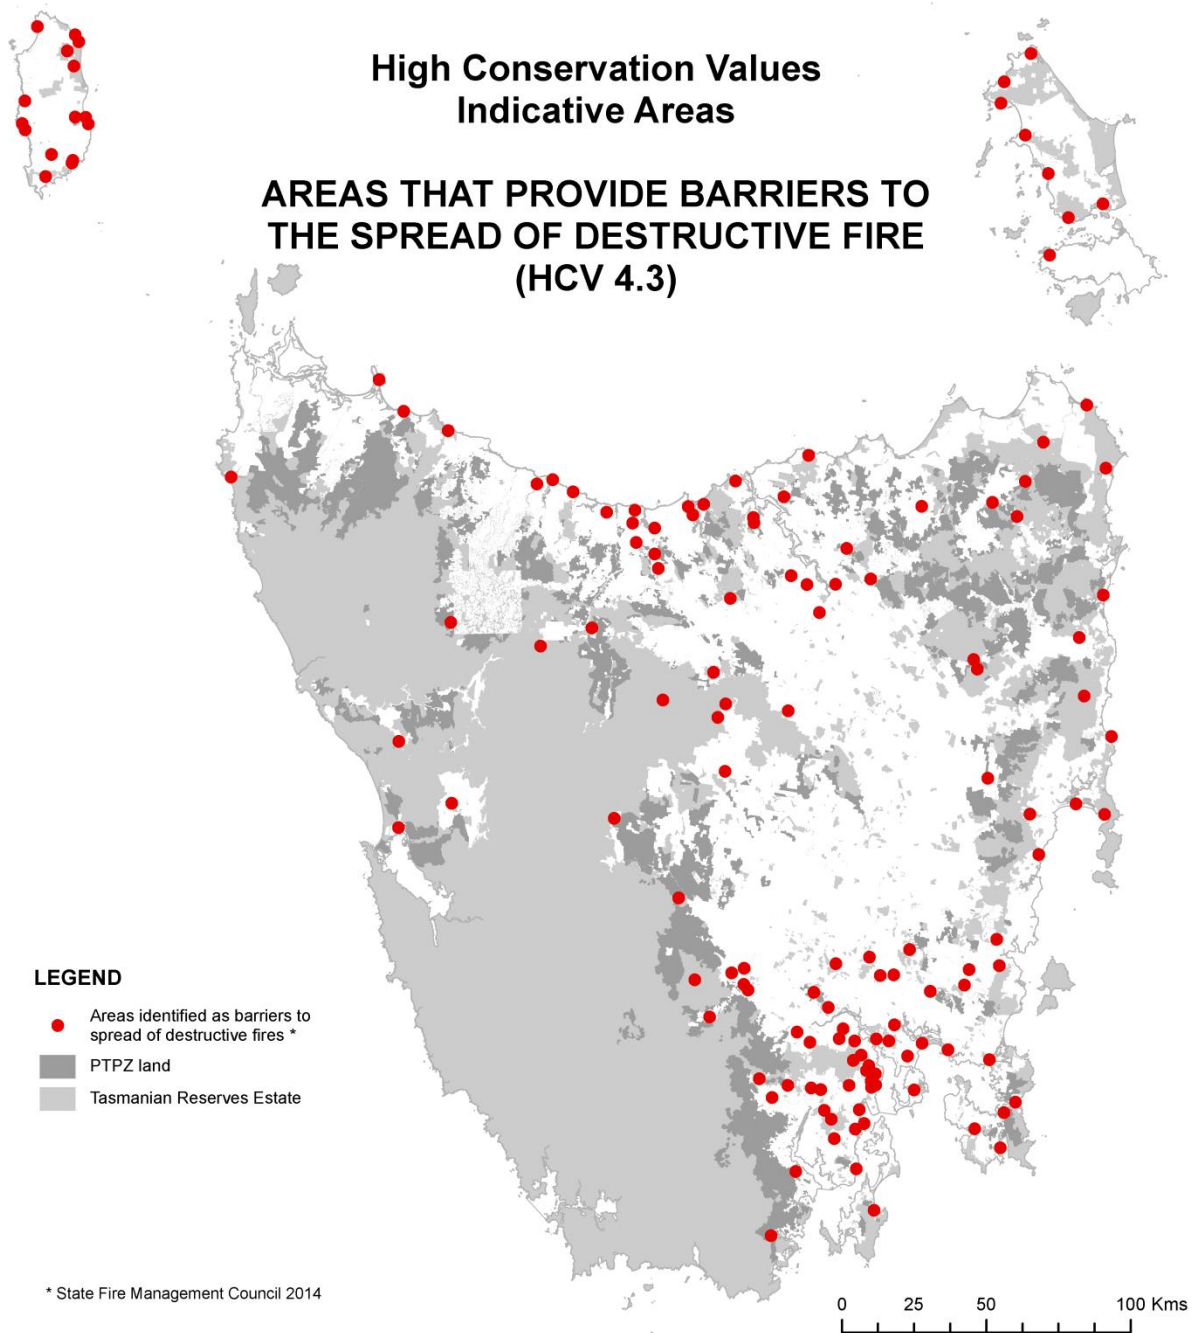 High Conservation Values
Indicative Areas
AREAS THAT PROVIDE BARRIERS TO
THE SPREAD OF DESTRUCTIVE FIRE
(HCV 4.3)
LEGEND
Areas identified as barriers to
spread of destructive fires *
PTPZ land
Tasmanian Reserves Estate
* State Fire Management Council 2014
0 25 50 100 Kms